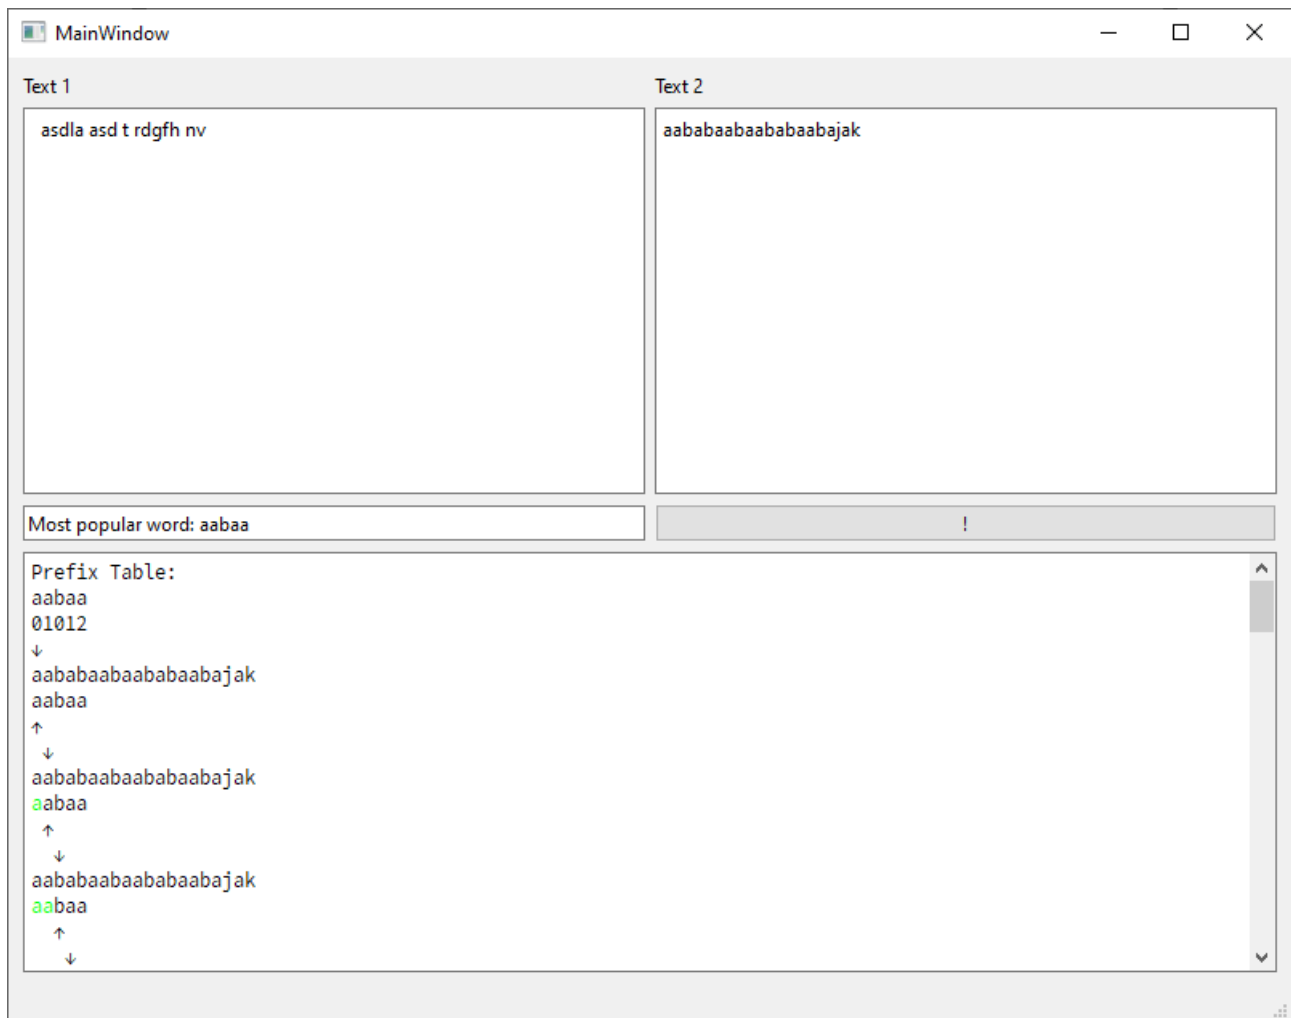 MainWindow
Text 1
Text 2
asdla asd t rdgfh nv
aababaabaababaabajak
Most popular word: aabaa
!
Prefix Table:
aabaa
01012
↓
aababaabaababaabajak
aabaa
↑
↓
aababaabaababaabajak
aabaa
↑
↓
aababaabaababaabajak
aabaa
↑
↓